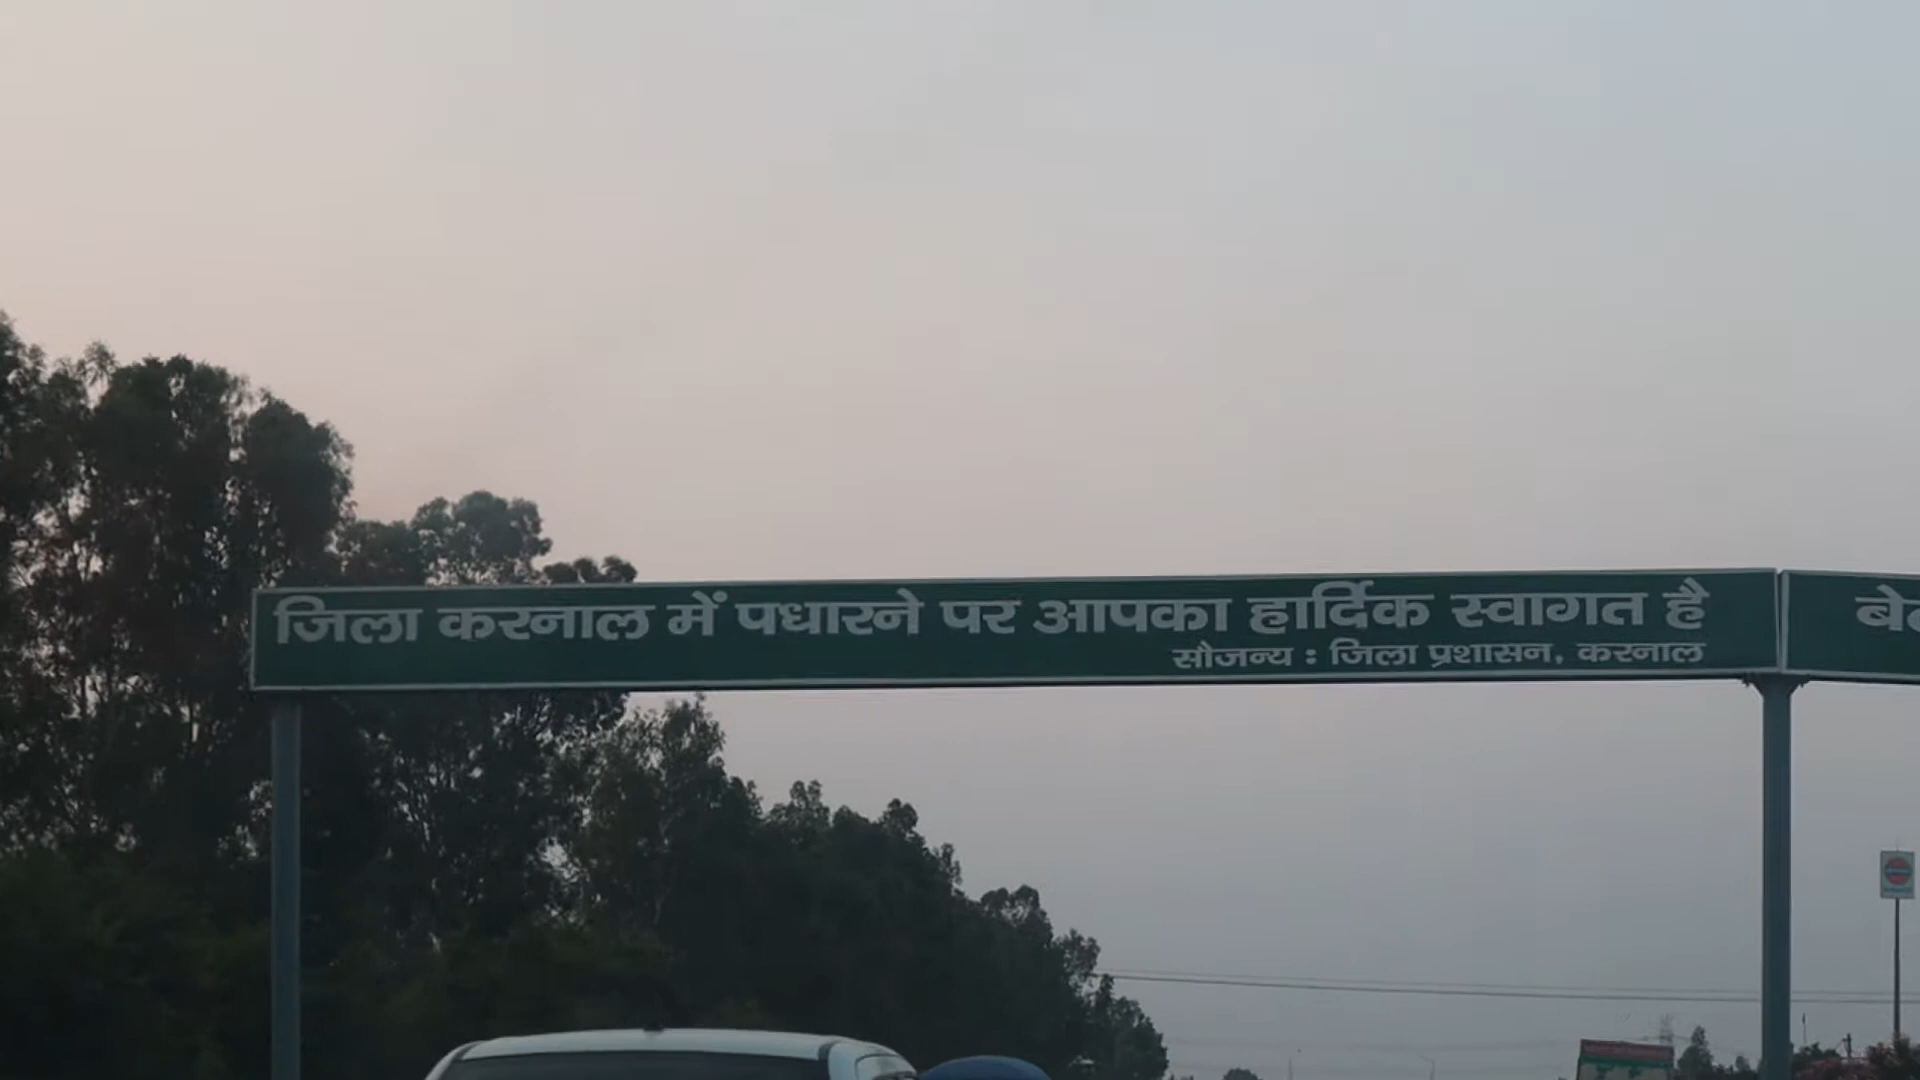 जिला करनाल में पधारने पर आपका हार्दिक स्वागत है
सौजन्य : जिला प्रशासन, करनाल